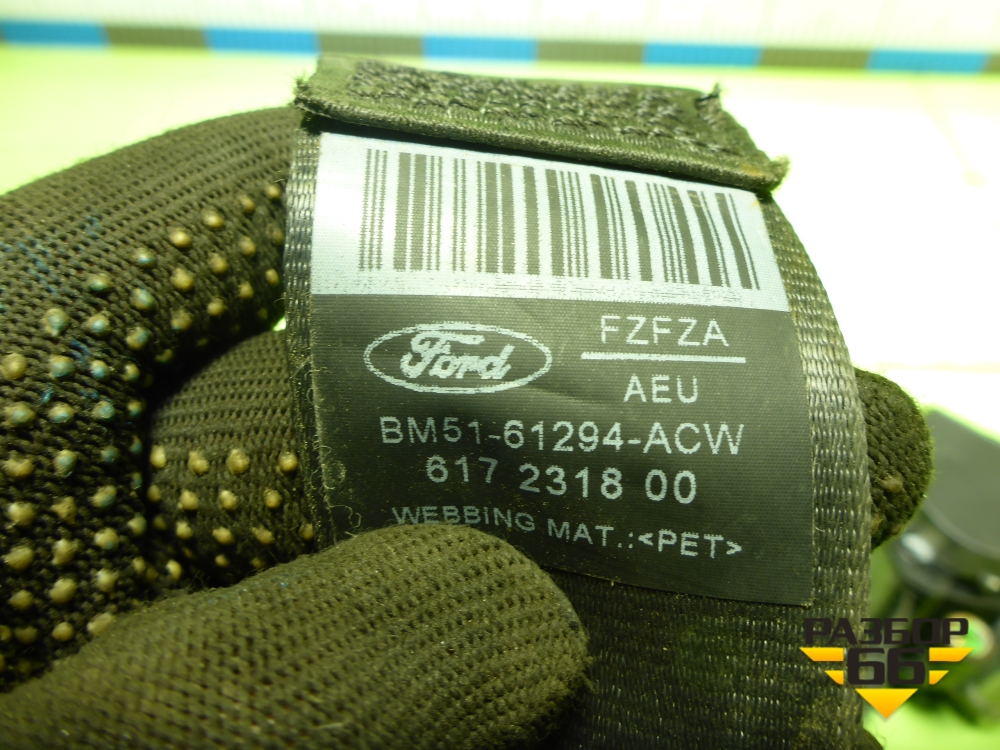 Ford
FZFZA
AEU
BM51-61294-ACW
617 2318 00
WEBBING MAT.:<PET>
РАЗБОР
66